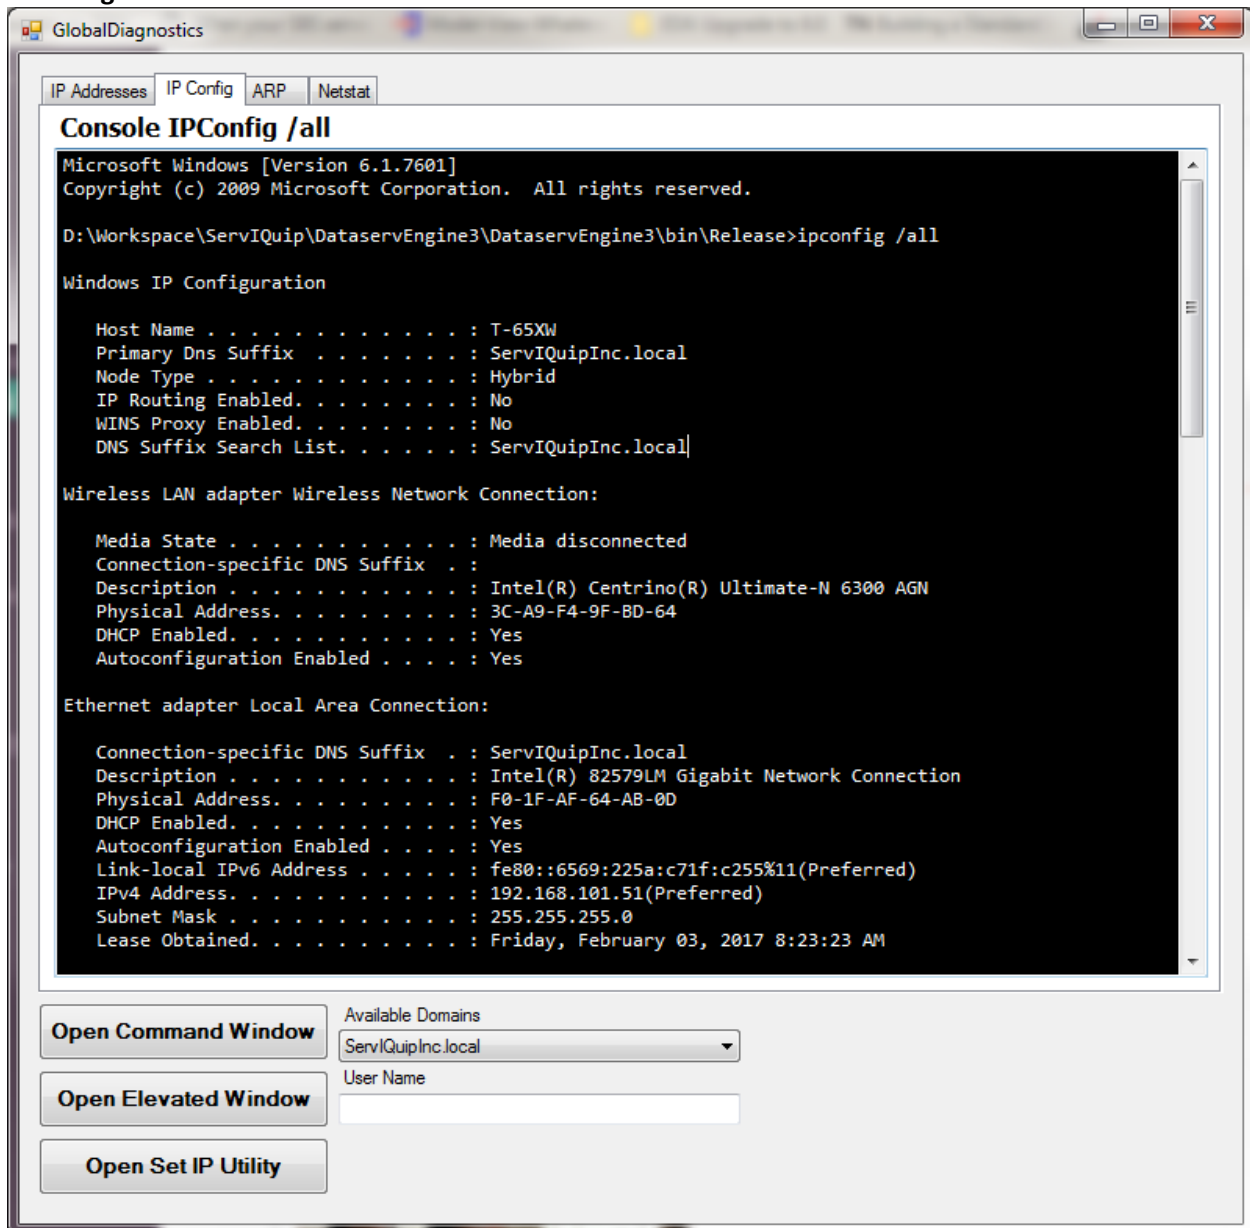 GlobalDiagnostics
IP Addresses IP Config ARP Netstat
Console IPConfig /all
Microsoft Windows [Version 6.1.7601]
Copyright (c) 2009 Microsoft Corporation.  All rights reserved.
D:\Workspace\ServIQuip\DataservEngine3\DataservEngine3\bin\Release>ipconfig /all
Windows IP Configuration
Host Name . . . . . . . . . . . . : T-65XW
Primary Dns Suffix  . . . . . . . : ServIQuipInc.local
Node Type . . . . . . . . . . . . : Hybrid
IP Routing Enabled. . . . . . . . : No
WINS Proxy Enabled. . . . . . . . : No
DNS Suffix Search List. . . . . . : ServIQuipInc.local
Wireless LAN adapter Wireless Network Connection:
Media State . . . . . . . . . . . : Media disconnected
Connection-specific DNS Suffix  . :
Description . . . . . . . . . . . : Intel(R) Centrino(R) Ultimate-N 6300 AGN
Physical Address. . . . . . . . . : 3C-A9-F4-9F-BD-64
DHCP Enabled. . . . . . . . . . . : Yes
Autoconfiguration Enabled . . . . : Yes
Ethernet adapter Local Area Connection:
Connection-specific DNS Suffix  . : ServIQuipInc.local
Description . . . . . . . . . . . : Intel(R) 82579LM Gigabit Network Connection
Physical Address. . . . . . . . . : F0-1F-AF-64-AB-0D
DHCP Enabled. . . . . . . . . . . : Yes
Autoconfiguration Enabled . . . . : Yes
Link-local IPv6 Address . . . . . : fe80::6569:225a:c71f:c255%11(Preferred)
IPv4 Address. . . . . . . . . . . : 192.168.101.51(Preferred)
Subnet Mask . . . . . . . . . . . : 255.255.255.0
Lease Obtained. . . . . . . . . . : Friday, February 03, 2017 8:23:23 AM
Open Command Window
Available Domains
ServIQuipInc.local
Open Elevated Window
User Name
Open Set IP Utility